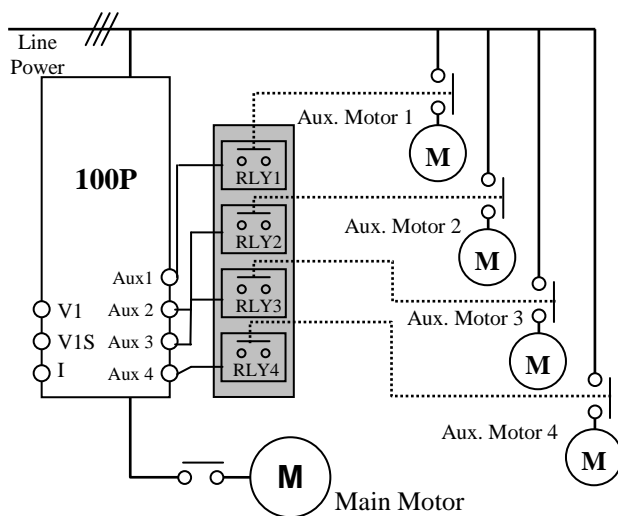 Line
Power
100P
Aux1
Aux 2
Aux 3
Aux 4
V1
V1S
I
RLY1
RLY2
RLY3
RLY4
Aux. Motor 1
M
Aux. Motor 2
M
Aux. Motor 3
M
Aux. Motor 4
M
M
Main Motor